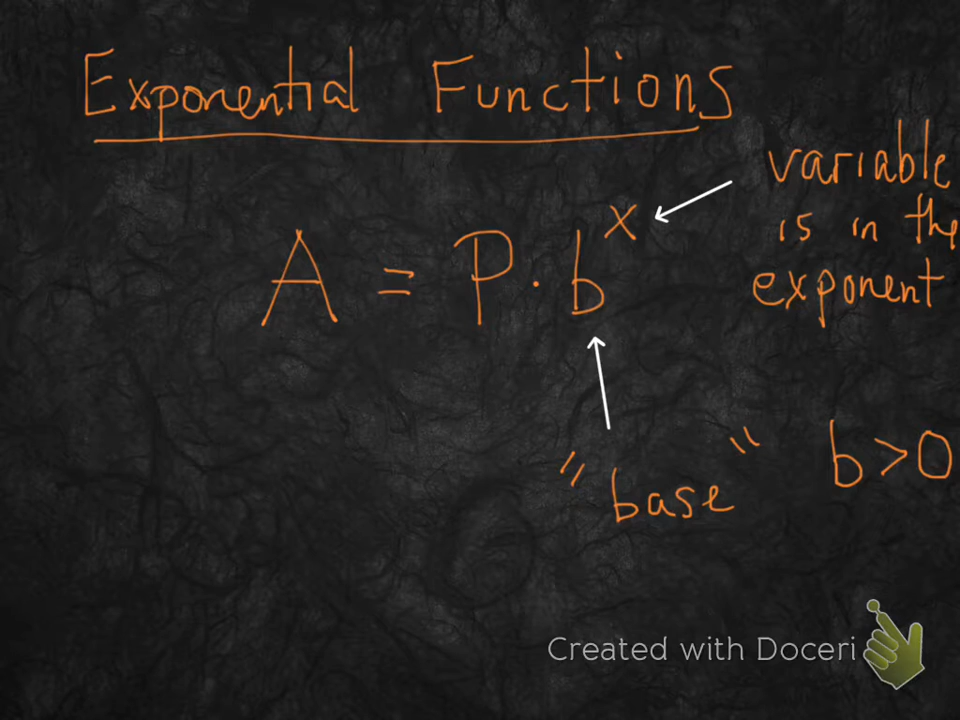 Exponential Functions
A = P · b^x
variable
is in the
exponent
"base"
b > 0
Created with Doceri